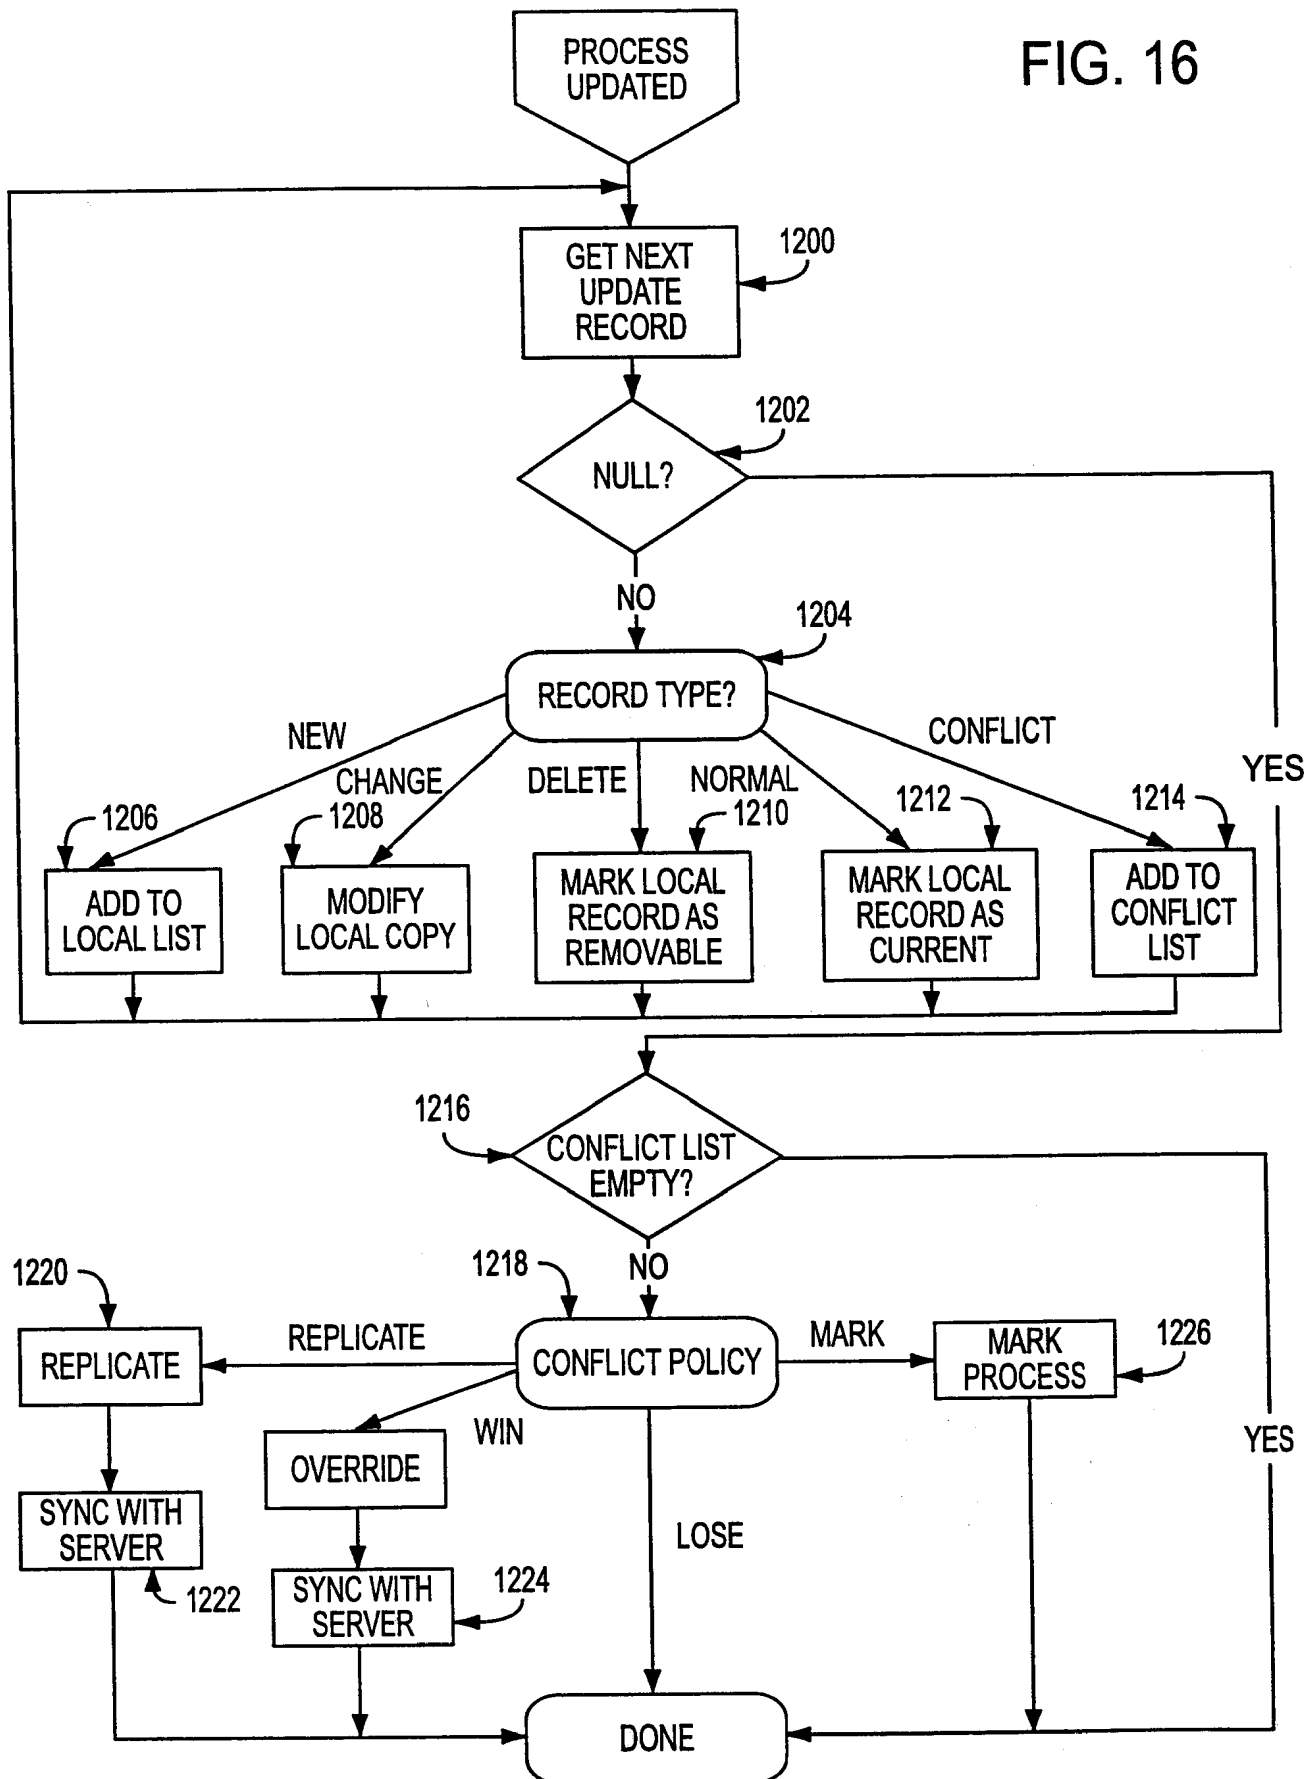 PROCESS
UPDATED
FIG. 16
GET NEXT
UPDATE
RECORD
1200
1202
NULL?
NO
1204
RECORD TYPE?
NEW
CHANGE
DELETE
NORMAL
CONFLICT
YES
1206
1208
1210
1212
1214
ADD TO
LOCAL LIST
MODIFY
LOCAL COPY
MARK LOCAL
RECORD AS
REMOVABLE
MARK LOCAL
RECORD AS
CURRENT
ADD TO
CONFLICT
LIST
1216
CONFLICT LIST
EMPTY?
NO
1218
1220
REPLICATE
REPLICATE
CONFLICT POLICY
MARK
MARK
PROCESS
1226
WIN
OVERRIDE
YES
SYNC WITH
SERVER
1222
SYNC WITH
SERVER
1224
LOSE
DONE